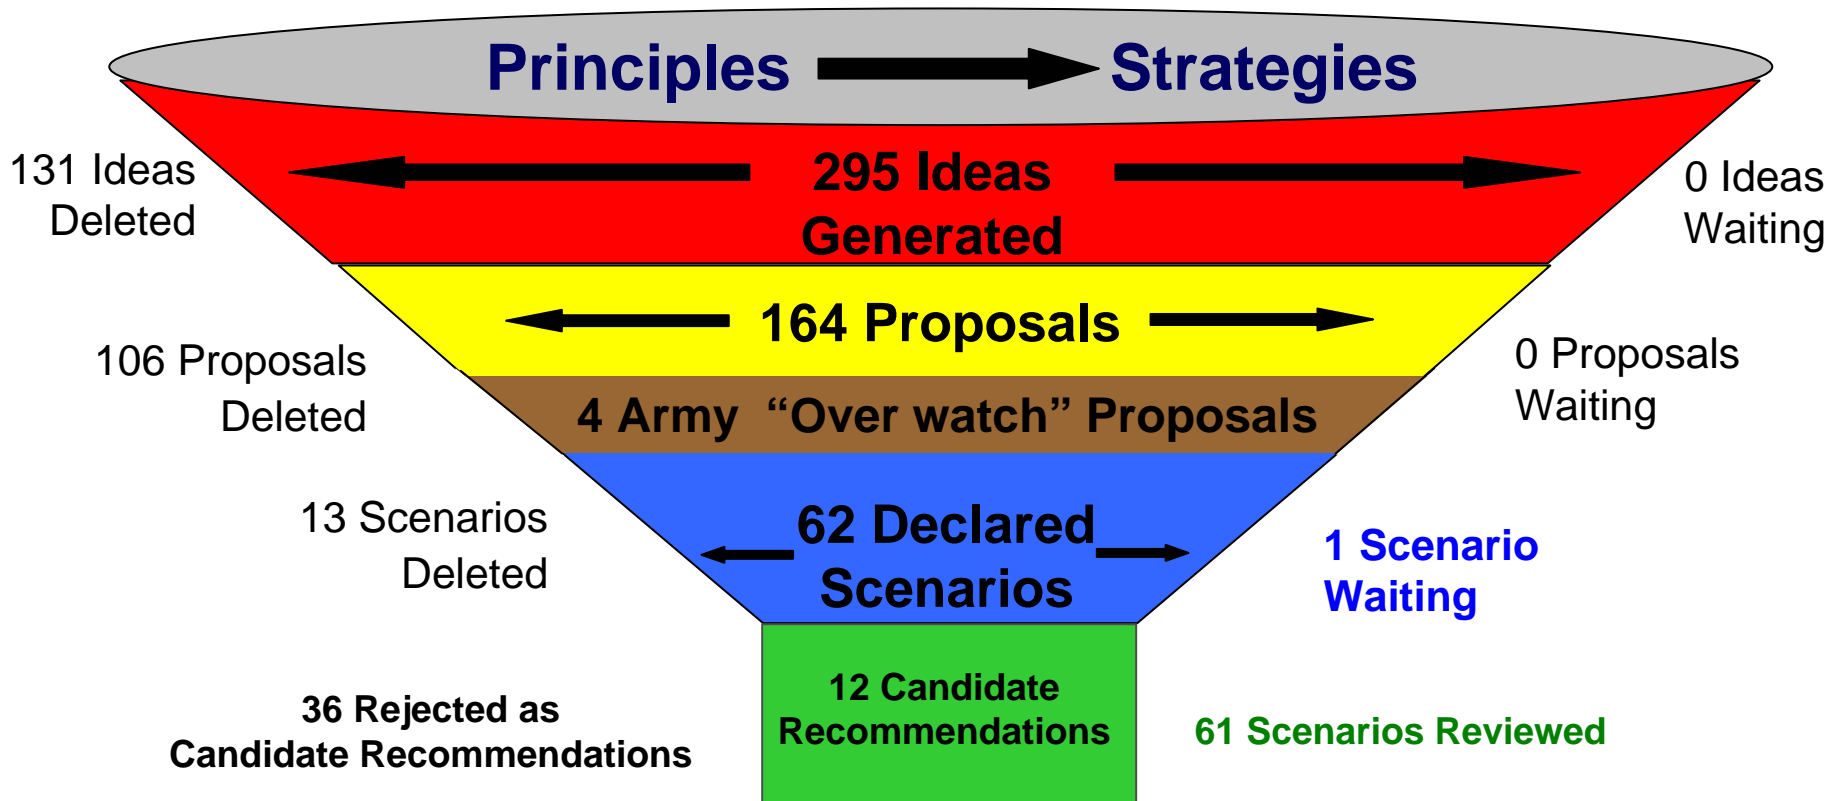 Principles Strategies
131 Ideas
Deleted
295 Ideas
Generated
0 Ideas
Waiting
106 Proposals
Deleted
164 Proposals
0 Proposals
Waiting
4 Army “Over watch” Proposals
13 Scenarios
Deleted
62 Declared
Scenarios
1 Scenario
Waiting
36 Rejected as
Candidate Recommendations
12 Candidate
Recommendations
61 Scenarios Reviewed